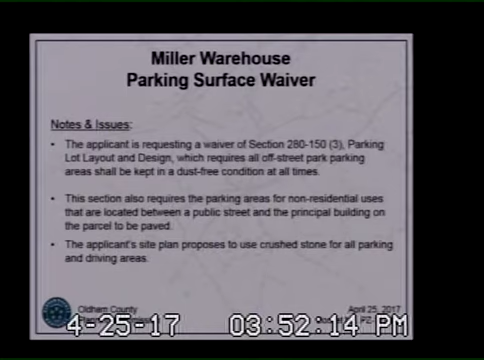 Miller Warehouse
Parking Surface Waiver
Notes & Issues:
• The applicant is requesting a waiver of Section 280-150 (3), Parking
Lot Layout and Design, which requires all off-street park parking
areas shall be kept in a dust-free condition at all times.
• This section also requires the parking areas for non-residential uses
that are located between a public street and the principal building on
the parcel to be paved.
• The applicant's site plan proposes to use crushed stone for all parking
and driving areas.
Oldham County
April 25, 2017
4-25-17 03:52:14 PM